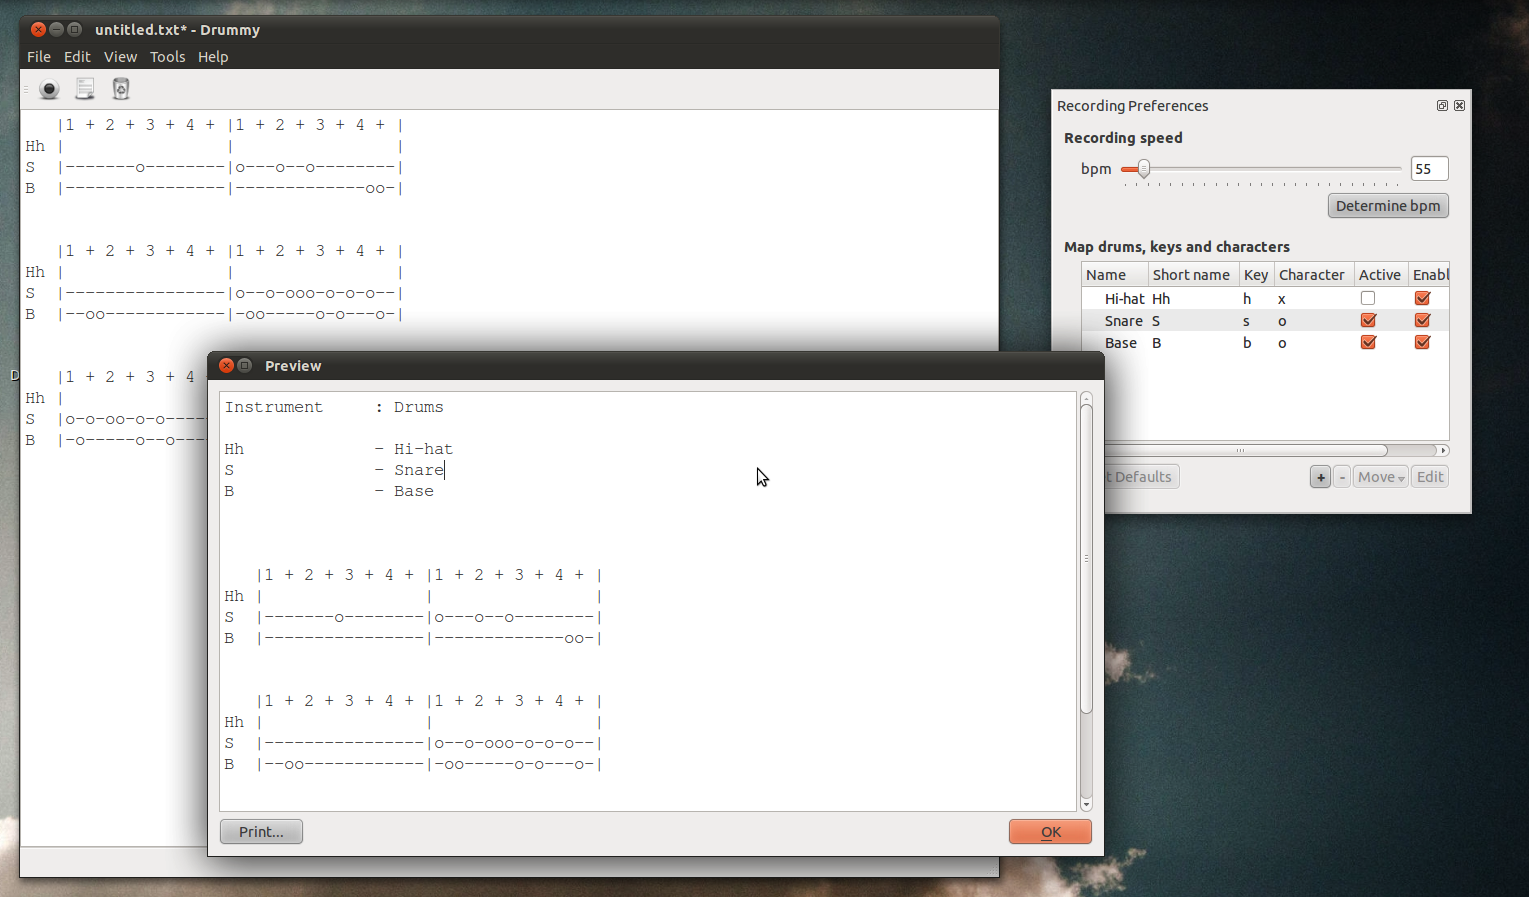 untitled.txt* - Drummy
File Edit View Tools Help
|1 + 2 + 3 + 4 + |1 + 2 + 3 + 4 + |
Hh |                |                |
S  |-------o--------|o---o--o--------|
B  |----------------|-------------oo-|
|1 + 2 + 3 + 4 + |1 + 2 + 3 + 4 + |
Hh |                |                |
S  |----------------|o--o-ooo-o-o-o--|
B  |--oo------------|-oo-----o-o---o-|
|1 + 2 + 3 + 4
Hh |
S  |o-o-oo-o-o----
B  |-o-----o--o---
D
Recording Preferences
Recording speed
bpm 55
Determine bpm
Map drums, keys and characters
Name Short name Key Character Active Enabl
Hi-hat Hh h x
Snare S s o
Base B b o
t Defaults + - Move Edit
Preview
Instrument : Drums
Hh - Hi-hat
S - Snare
B - Base
|1 + 2 + 3 + 4 + |1 + 2 + 3 + 4 + |
Hh |                |                |
S  |-------o--------|o---o--o--------|
B  |----------------|-------------oo-|
|1 + 2 + 3 + 4 + |1 + 2 + 3 + 4 + |
Hh |                |                |
S  |----------------|o--o-ooo-o-o-o--|
B  |--oo------------|-oo-----o-o---o-|
Print... OK